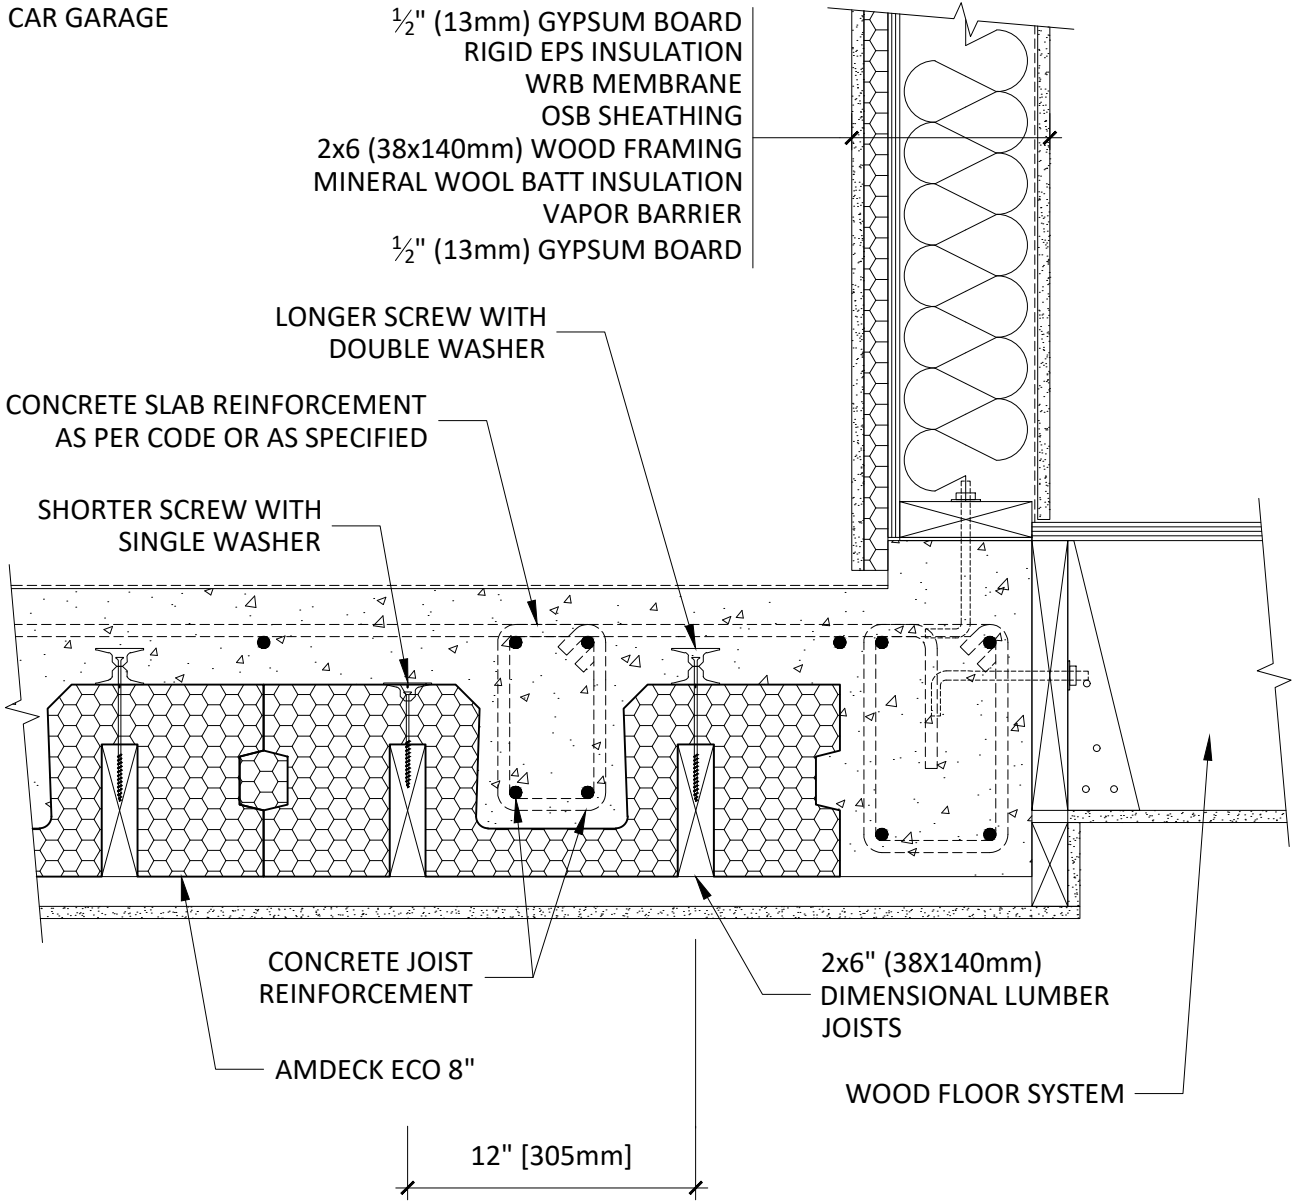 CAR GARAGE
½" (13mm) GYPSUM BOARD
RIGID EPS INSULATION
WRB MEMBRANE
OSB SHEATHING
2x6 (38x140mm) WOOD FRAMING
MINERAL WOOL BATT INSULATION
VAPOR BARRIER
½" (13mm) GYPSUM BOARD
LONGER SCREW WITH
DOUBLE WASHER
CONCRETE SLAB REINFORCEMENT
AS PER CODE OR AS SPECIFIED
SHORTER SCREW WITH
SINGLE WASHER
CONCRETE JOIST
REINFORCEMENT
2x6" (38X140mm)
DIMENSIONAL LUMBER
JOISTS
AMDECK ECO 8"
WOOD FLOOR SYSTEM
12" [305mm]